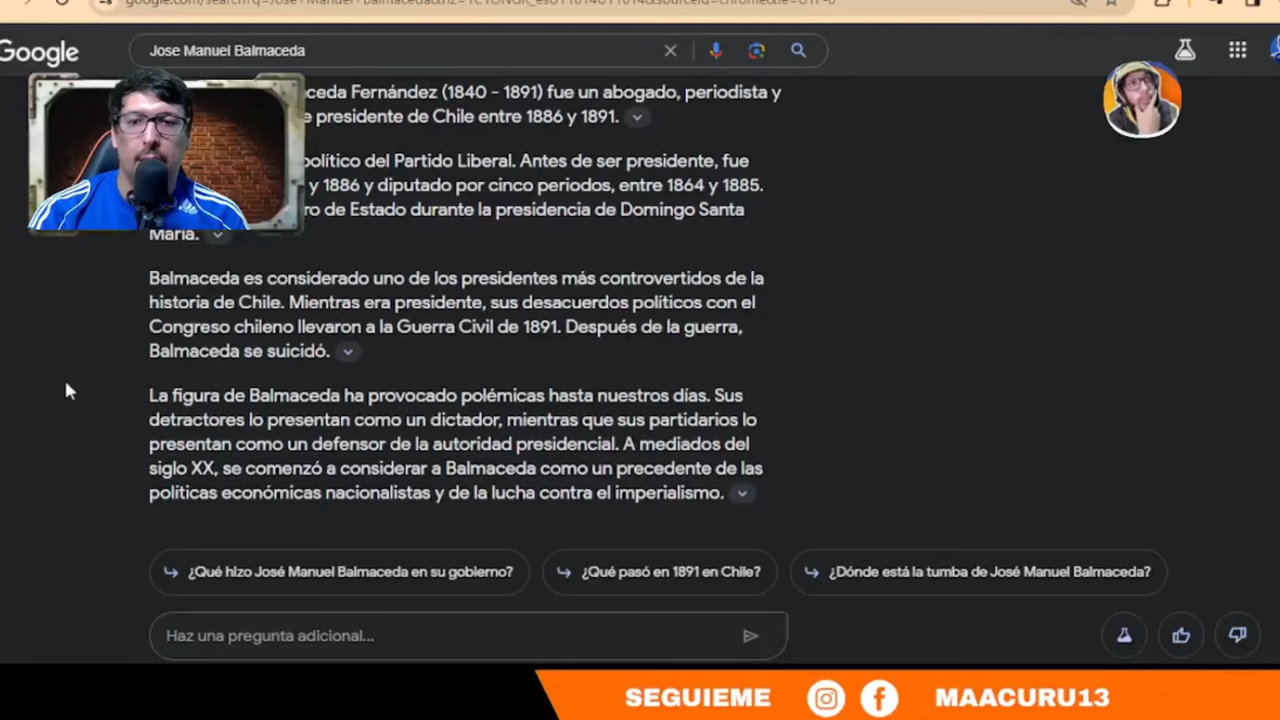 Google
Jose Manuel Balmaceda
ceda Fernández (1840 - 1891) fue un abogado, periodista y
e presidente de Chile entre 1886 y 1891.
político del Partido Liberal. Antes de ser presidente, fue
y 1886 y diputado por cinco periodos, entre 1864 y 1885.
ro de Estado durante la presidencia de Domingo Santa
María.
Balmaceda es considerado uno de los presidentes más controvertidos de la
historia de Chile. Mientras era presidente, sus desacuerdos políticos con el
Congreso chileno llevaron a la Guerra Civil de 1891. Después de la guerra,
Balmaceda se suicidó.
La figura de Balmaceda ha provocado polémicas hasta nuestros días. Sus
detractores lo presentan como un dictador, mientras que sus partidarios lo
presentan como un defensor de la autoridad presidencial. A mediados del
siglo XX, se comenzó a considerar a Balmaceda como un precedente de las
políticas económicas nacionalistas y de la lucha contra el imperialismo.
¿Qué hizo José Manuel Balmaceda en su gobierno?
¿Qué pasó en 1891 en Chile?
¿Dónde está la tumba de José Manuel Balmaceda?
Haz una pregunta adicional...
SEGUIEME MAACURU13